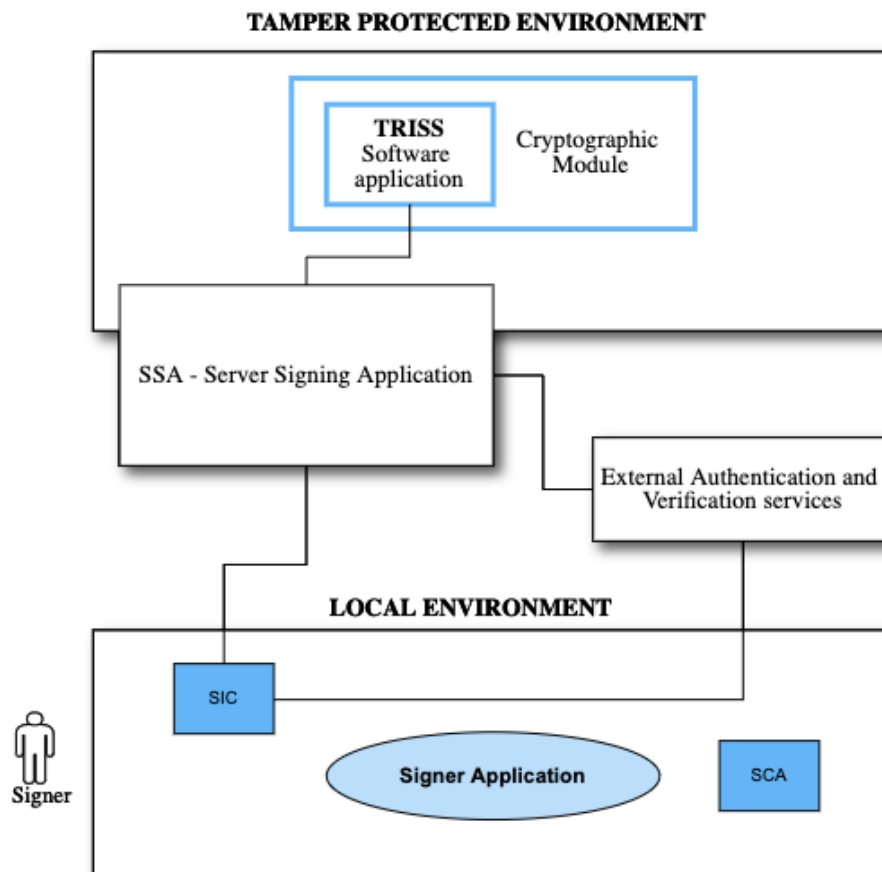 TAMPER PROTECTED ENVIRONMENT
TRISS
Software
application
Cryptographic
Module
SSA - Server Signing Application
External Authentication and
Verification services
LOCAL ENVIRONMENT
SIC
Signer Application
SCA
Signer